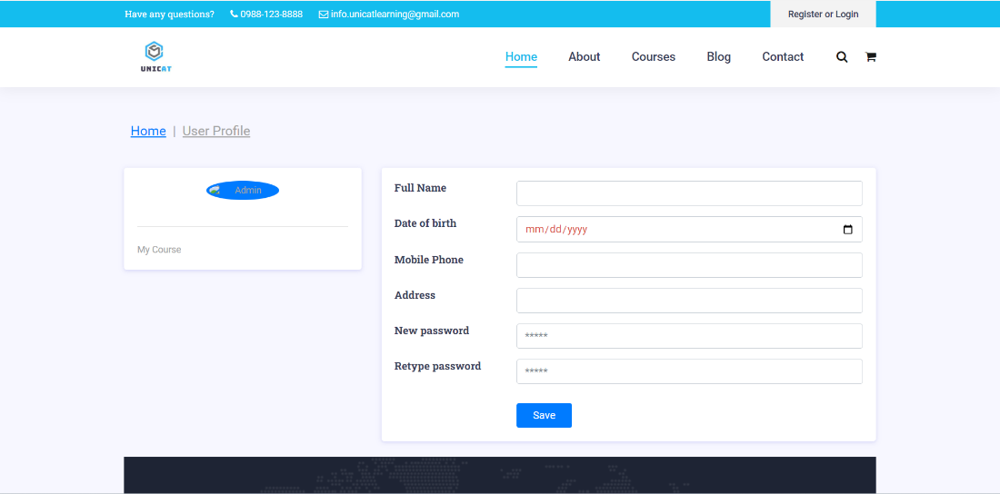 Have any questions? 0988-123-8888 info.unicatlearning@gmail.com Register or Login
UNICAT
Home About Courses Blog Contact
Home | User Profile
Admin
My Course
Full Name
Date of birth mm/dd/yyyy
Mobile Phone
Address
New password *****
Retype password *****
Save